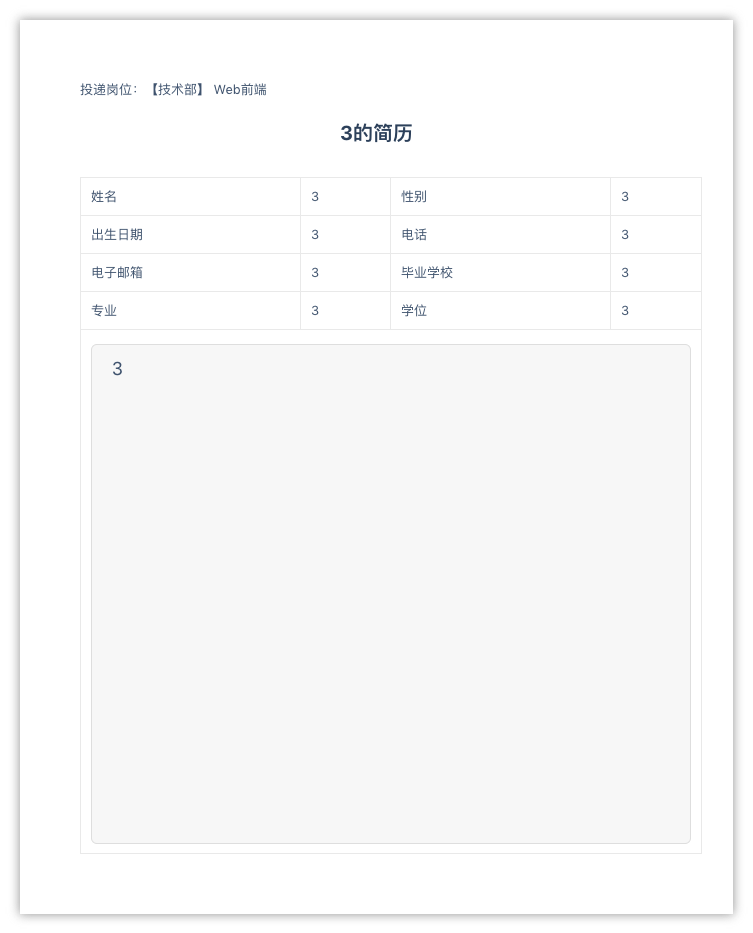 投递岗位：【技术部】 Web前端
3的简历
姓名 3 性别 3
出生日期 3 电话 3
电子邮箱 3 毕业学校 3
专业 3 学位 3
3